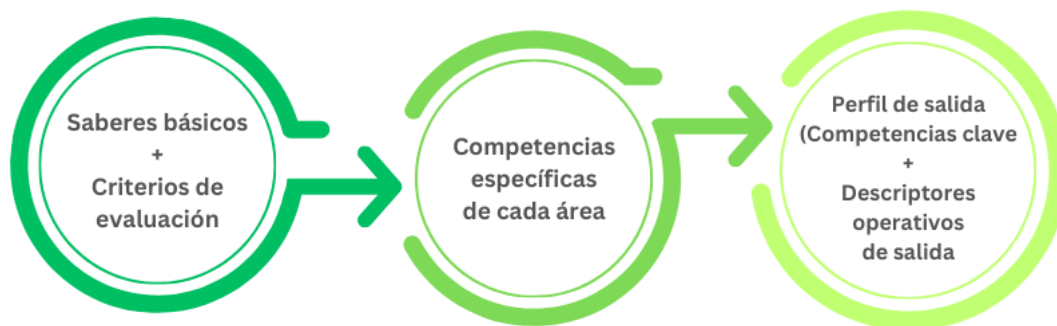 Saberes básicos
+
Criterios de
evaluación
Competencias
específicas
de cada área
Perfil de salida
(Competencias clave
+
Descriptores
operativos
de salida